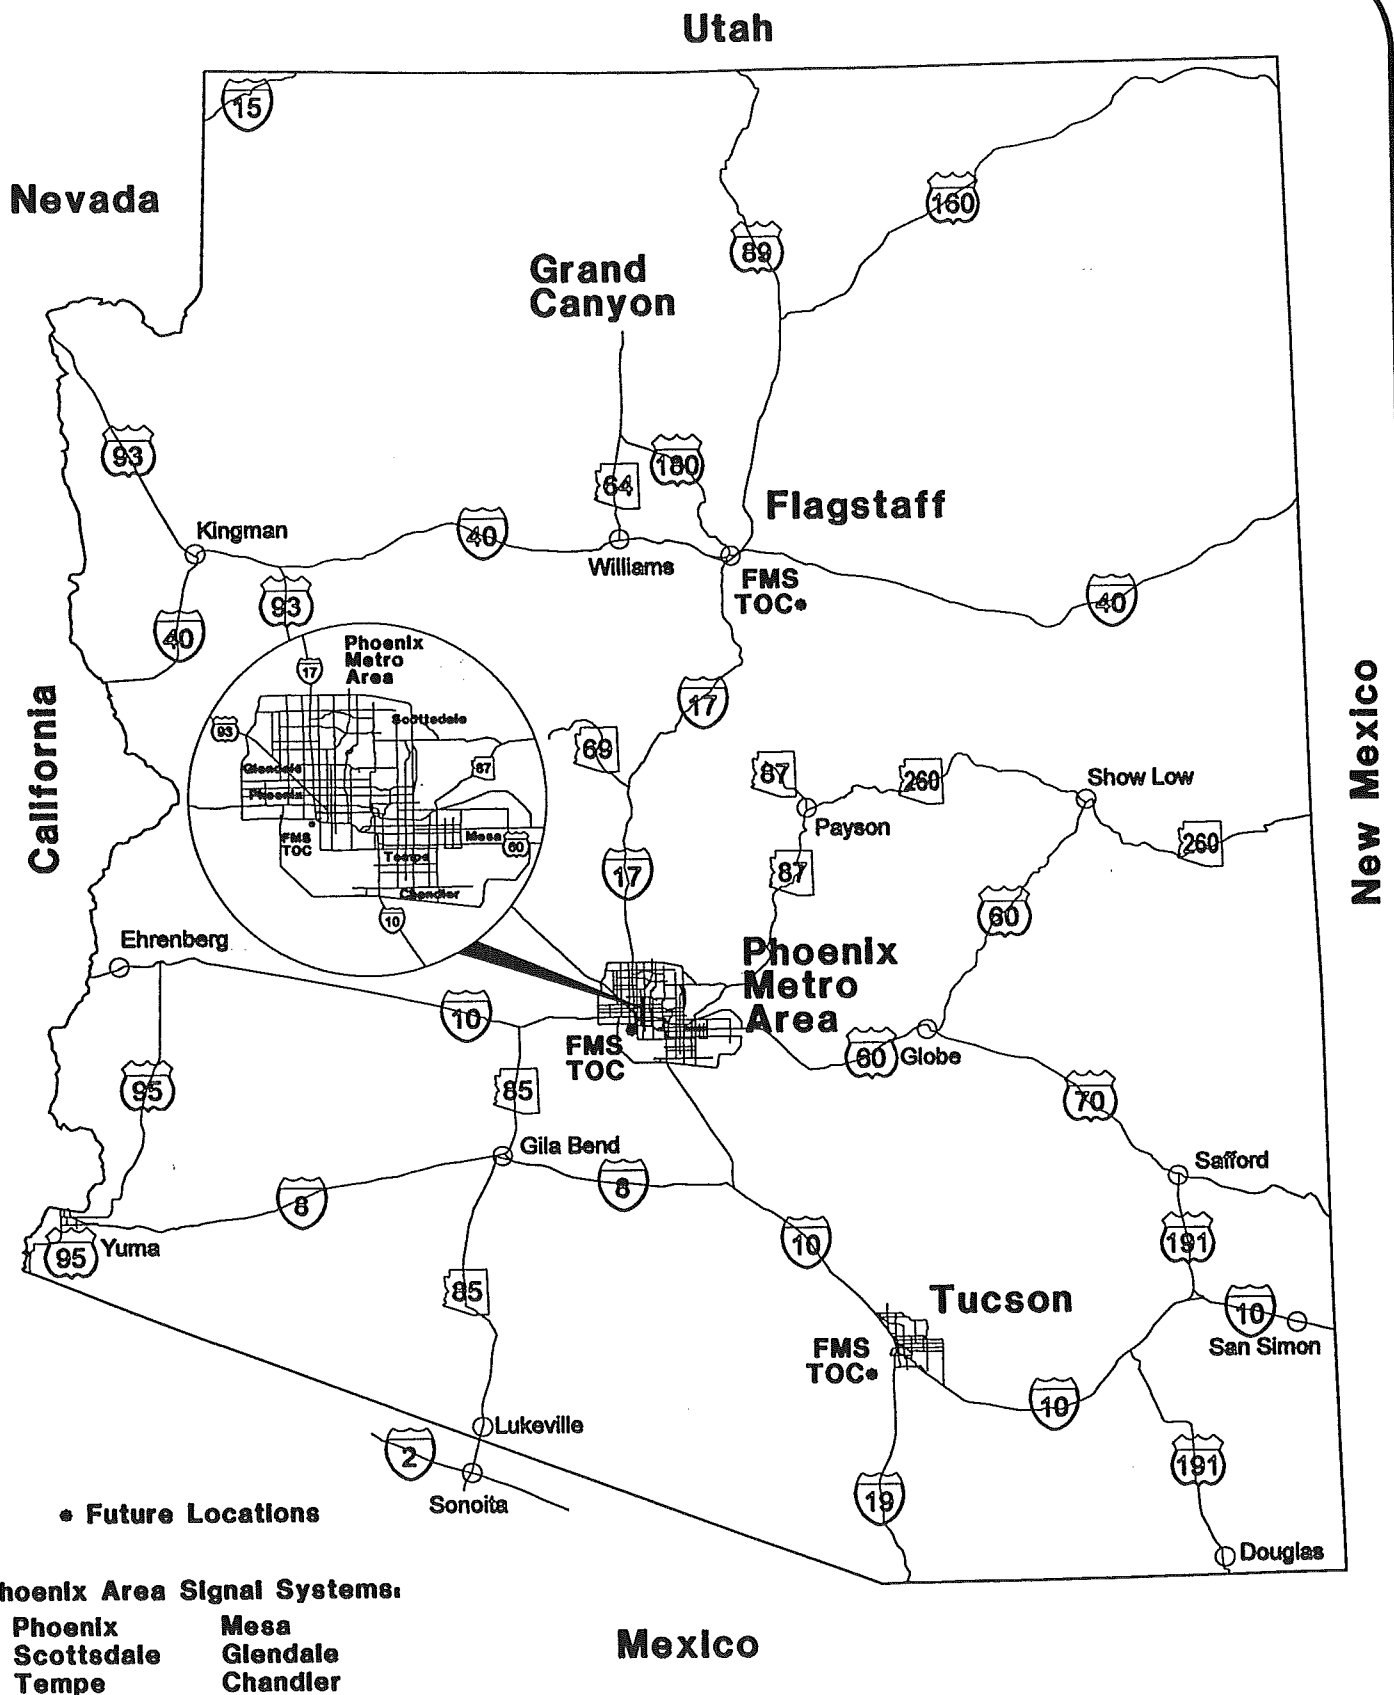 Utah
15
Nevada
160
89
Grand
Canyon
93
180
64
Flagstaff
Kingman
40
Williams
FMS
TOC•
40
93
40
Phoenix
Metro
Area
17
17
California
New Mexico
Scottsdale
93
69
87
Glendale
87
260
Show Low
Phoenix
Payson
FMS
TOC
Mesa
60
260
Tempe
17
87
Chandler
10
60
Ehrenberg
Phoenix
Metro
Area
10
FMS
TOC
60
Globe
95
85
70
Gila Bend
Safford
8
8
95
Yuma
10
191
85
Tucson
10
San Simon
FMS
TOC•
10
Lukeville
2
191
Sonoita
19
• Future Locations
Douglas
hoenix Area Signal Systems:
Phoenix Mesa
Scottsdale Glendale
Tempe Chandler
Mexico